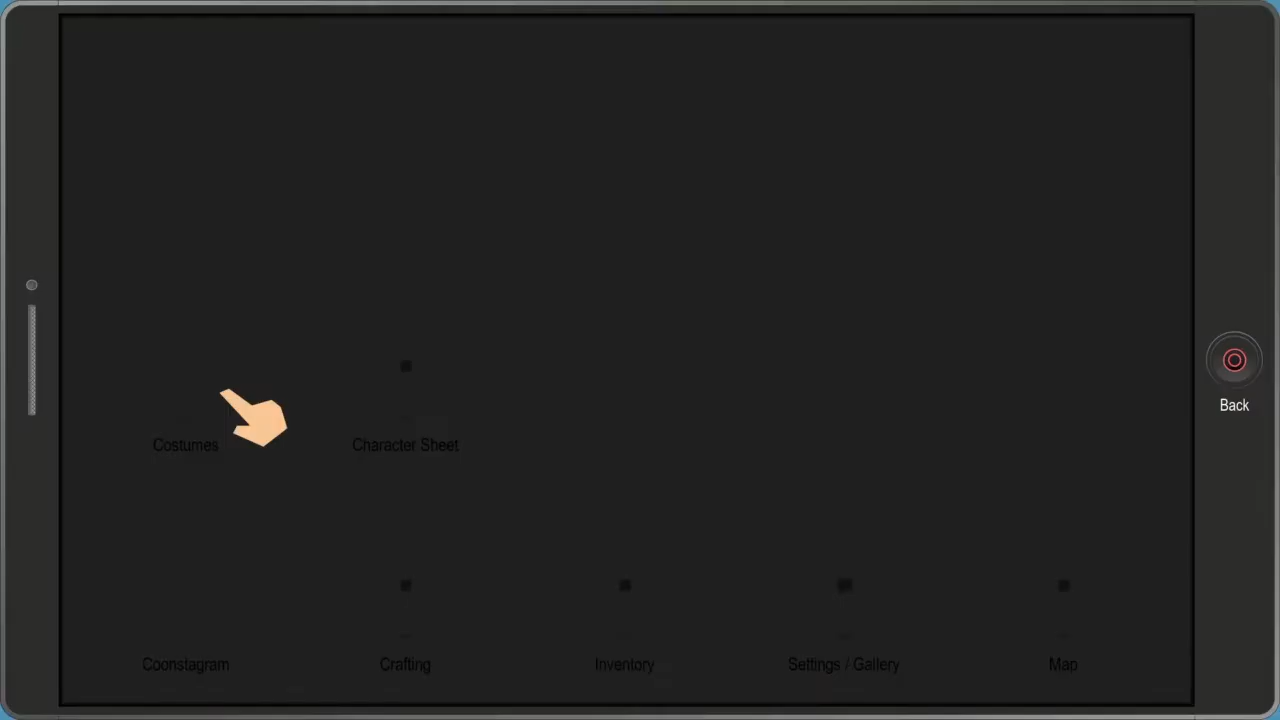 Back
Costumes
Character Sheet
Coonstagram
Crafting
Inventory
Settings / Gallery
Map